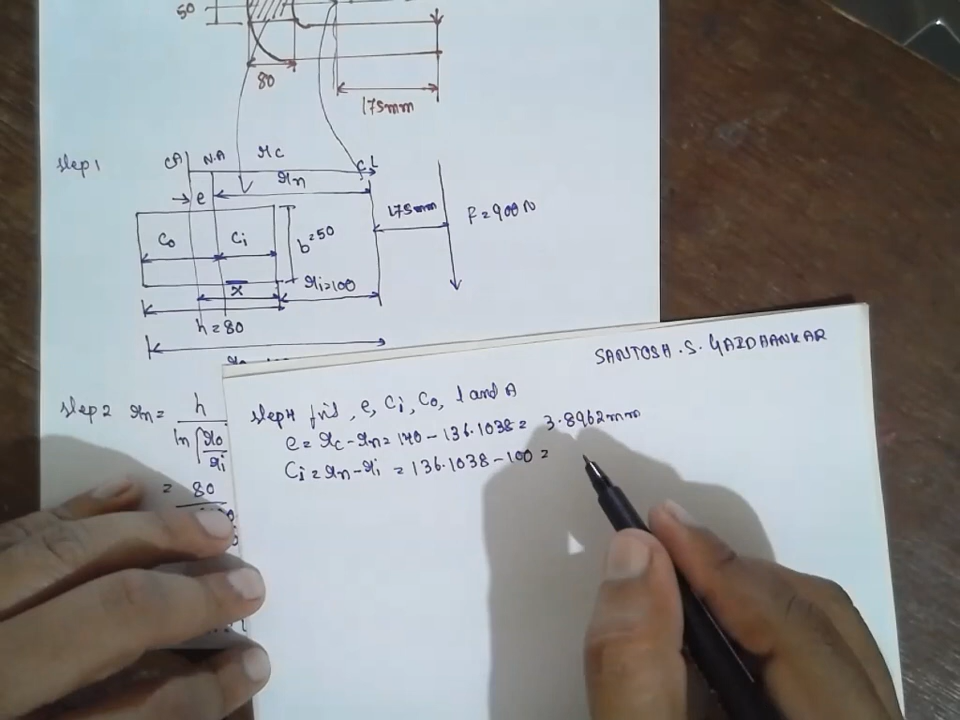 50
80
175mm
step 1
CA N.A rc CL
rn
e
175mm
F = 900 N
Co Ci
b=50
x̄
ri=100
h = 80
SANTOSH .S. GAIDHANKAR
step 2 rn = h
ln [ro
ri
= 80
step 4 find , e, Ci, Co, l and A
e = rc - rn = 140 - 136.1038 = 3.8962mm
Ci = rn - ri = 136.1038 - 100 =